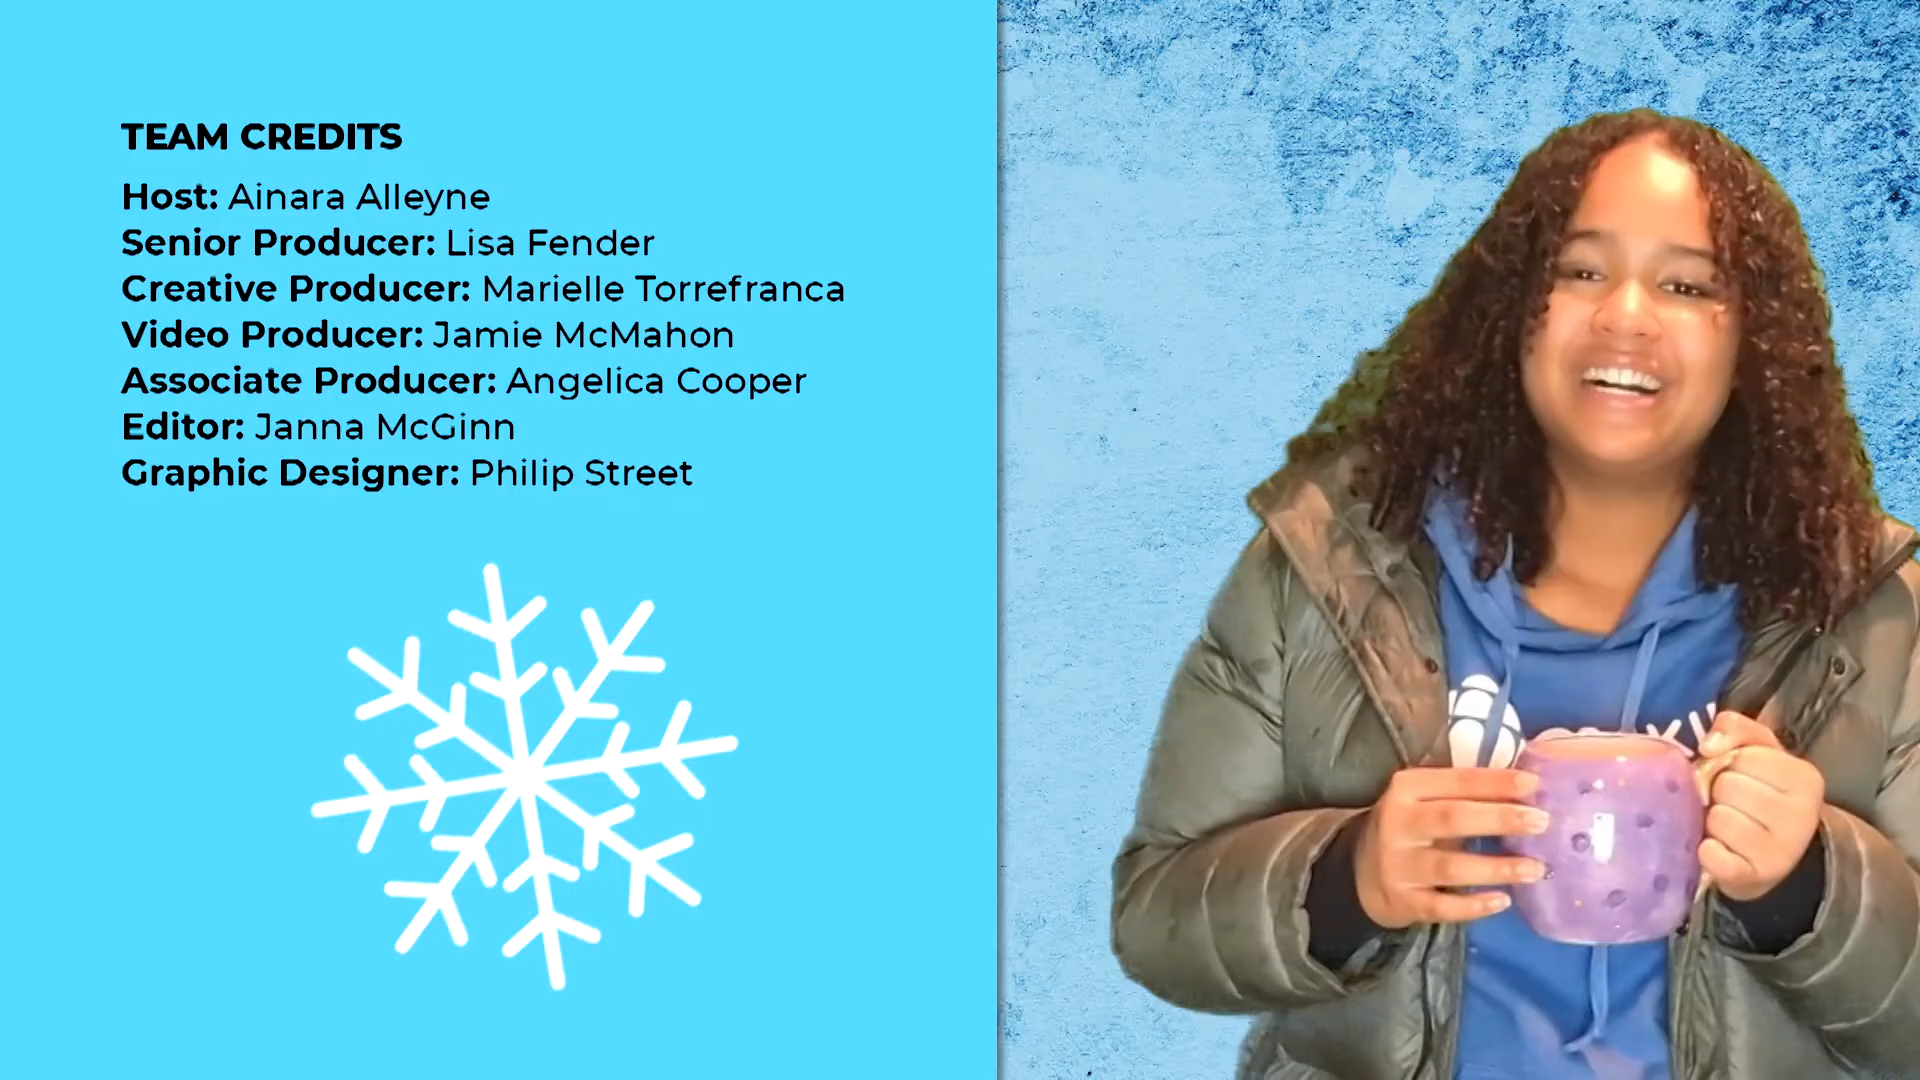 TEAM CREDITS
Host: Ainara Alleyne
Senior Producer: Lisa Fender
Creative Producer: Marielle Torrefranca
Video Producer: Jamie McMahon
Associate Producer: Angelica Cooper
Editor: Janna McGinn
Graphic Designer: Philip Street